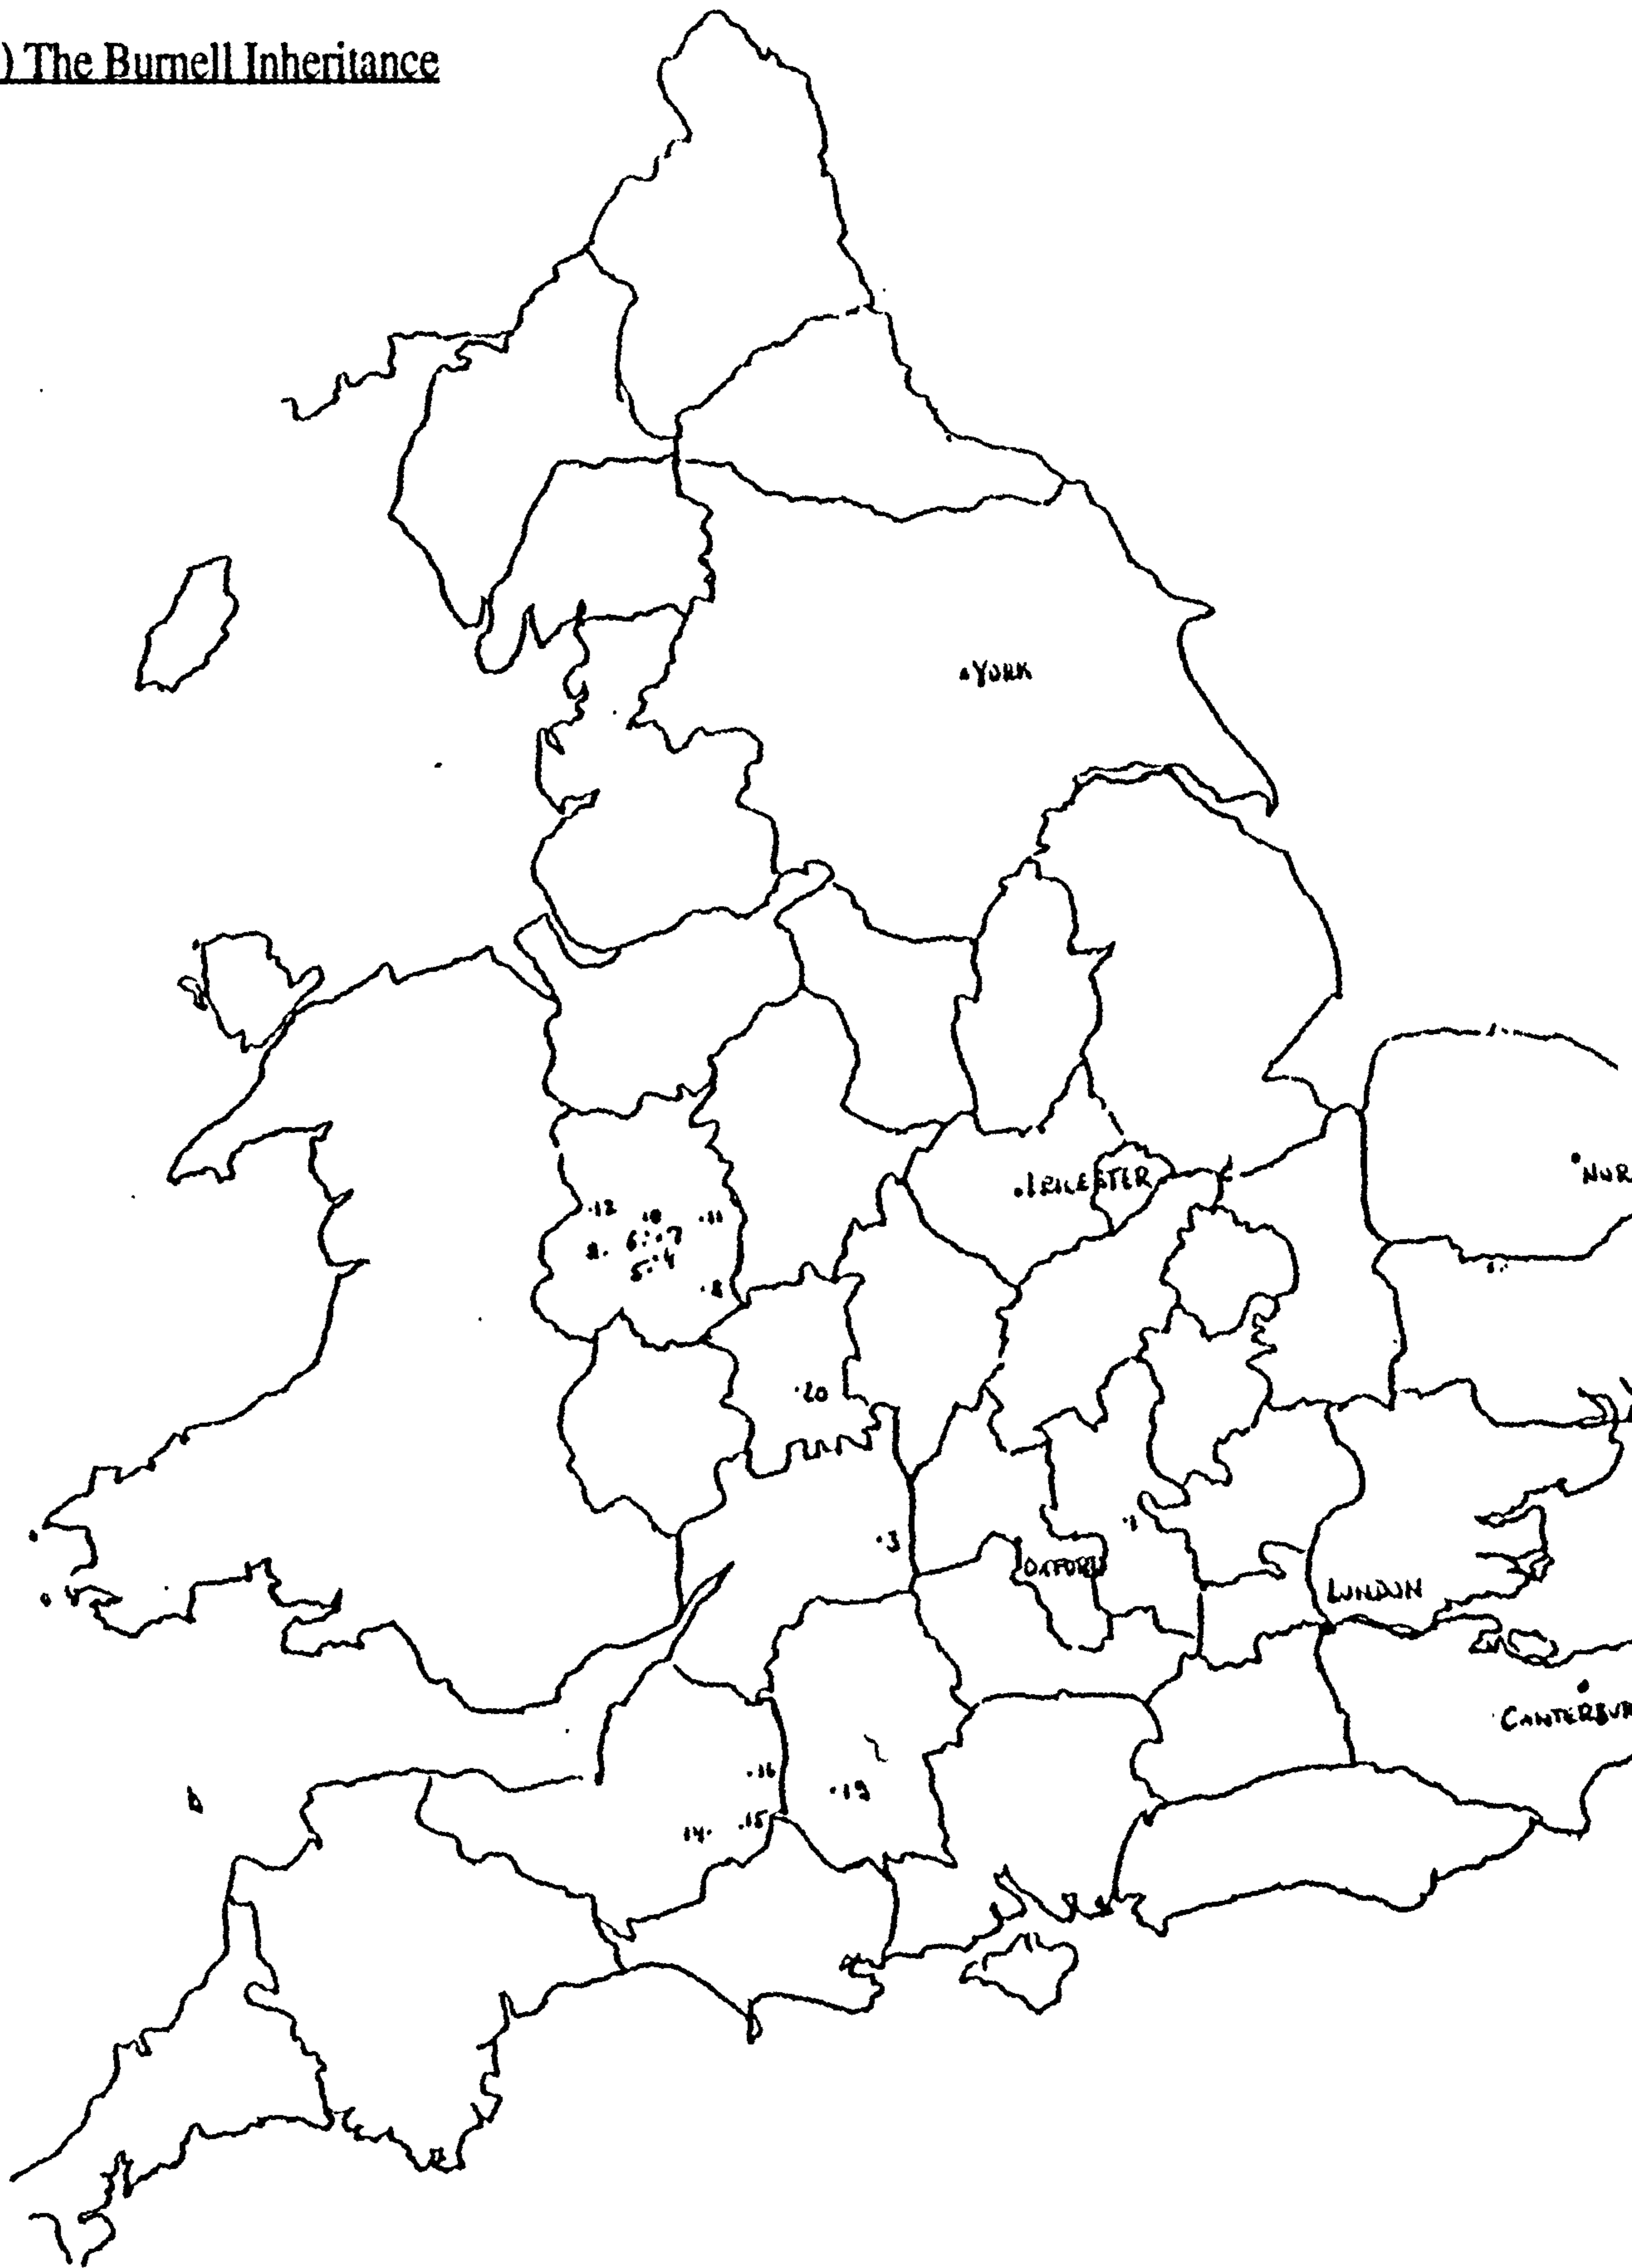 ) The Burnell Inheritance
YORK
LEICESTER
NOR
.12
10
.11
6. .7
5. .4
.20
.1
.3
OXFORD
LONDON
CANTERBUR
.16
.19
14.
.15